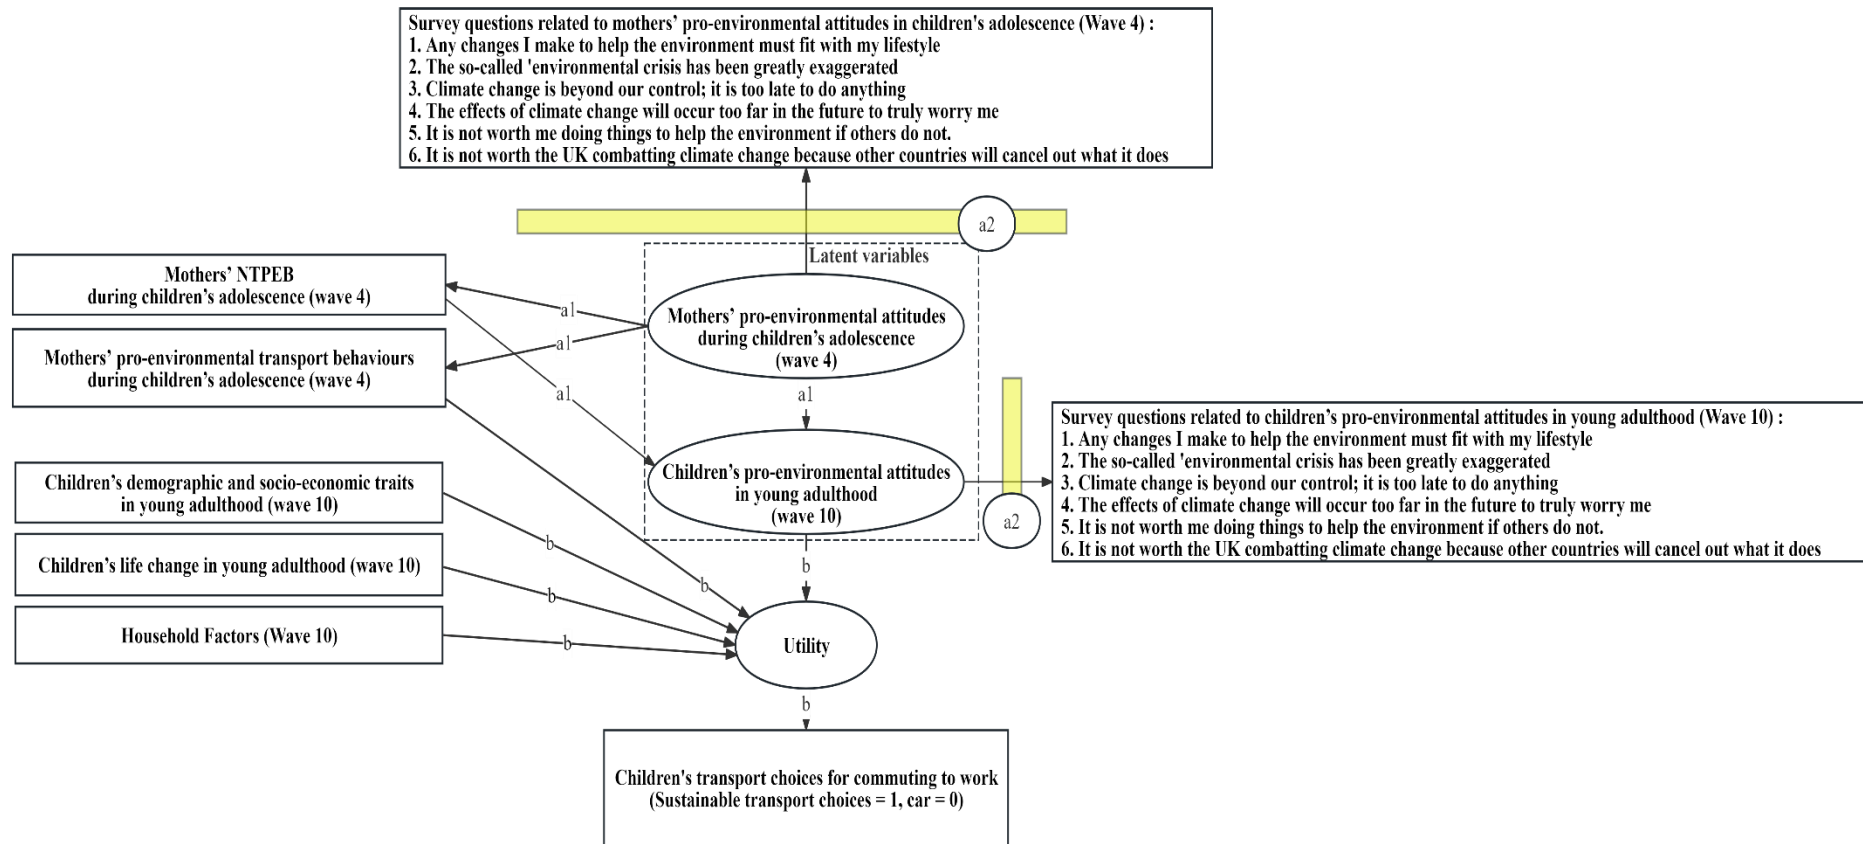 Survey questions related to mothers' pro-environmental attitudes in children's adolescence (Wave 4) :
1. Any changes I make to help the environment must fit with my lifestyle
2. The so-called 'environmental crisis has been greatly exaggerated
3. Climate change is beyond our control; it is too late to do anything
4. The effects of climate change will occur too far in the future to truly worry me
5. It is not worth me doing things to help the environment if others do not.
6. It is not worth the UK combatting climate change because other countries will cancel out what it does
a2
Latent variables
Mothers' NTPEB
during children's adolescence (wave 4)
a1
Mothers' pro-environmental attitudes
during children's adolescence
(wave 4)
a1
Mothers' pro-environmental transport behaviours
during children's adolescence (wave 4)
a1
a1
Survey questions related to children's pro-environmental attitudes in young adulthood (Wave 10) :
1. Any changes I make to help the environment must fit with my lifestyle
2. The so-called 'environmental crisis has been greatly exaggerated
3. Climate change is beyond our control; it is too late to do anything
4. The effects of climate change will occur too far in the future to truly worry me
5. It is not worth me doing things to help the environment if others do not.
6. It is not worth the UK combatting climate change because other countries will cancel out what it does
a2
Children's pro-environmental attitudes
in young adulthood
(wave 10)
Children's demographic and socio-economic traits
in young adulthood (wave 10)
b
b
b
Children's life change in young adulthood (wave 10)
b
Household Factors (Wave 10)
b
Utility
b
Children's transport choices for commuting to work
(Sustainable transport choices = 1, car = 0)